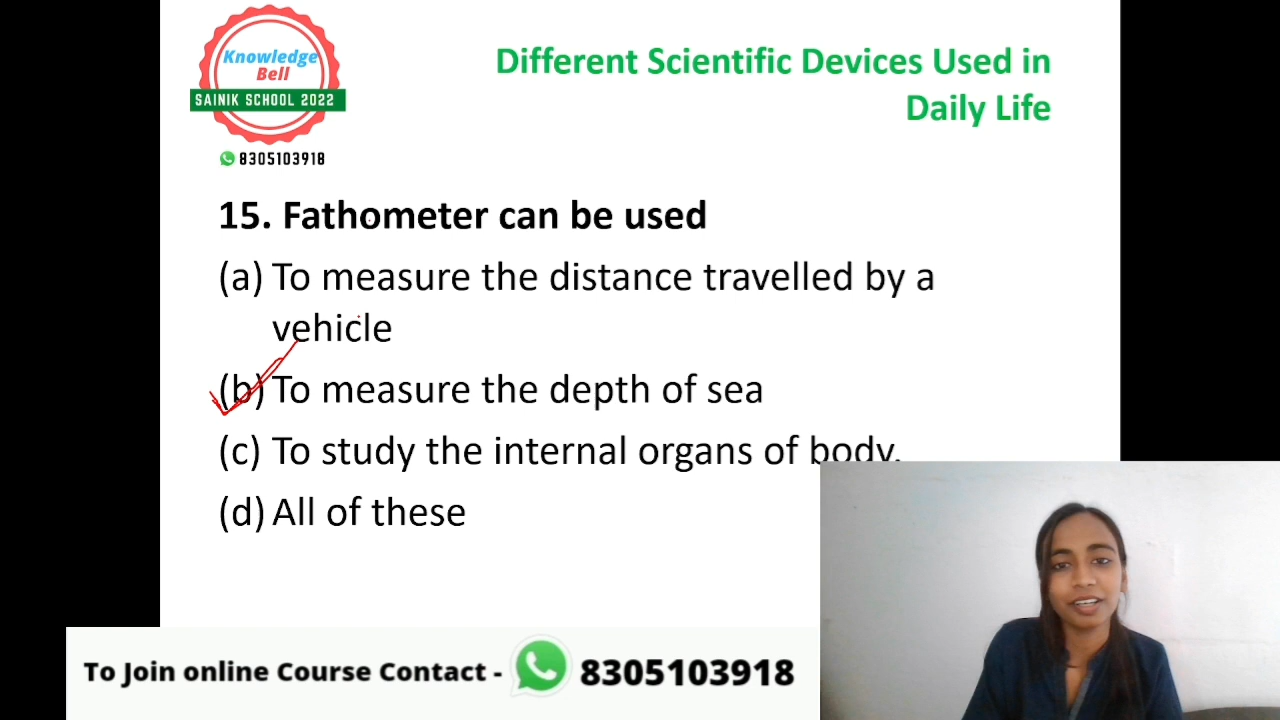 Knowledge
Bell
SAINIK SCHOOL 2022
8305103918
Different Scientific Devices Used in
Daily Life
15. Fathometer can be used
(a) To measure the distance travelled by a
vehicle
(b) To measure the depth of sea
(c) To study the internal organs of body.
(d) All of these
To Join online Course Contact - 8305103918